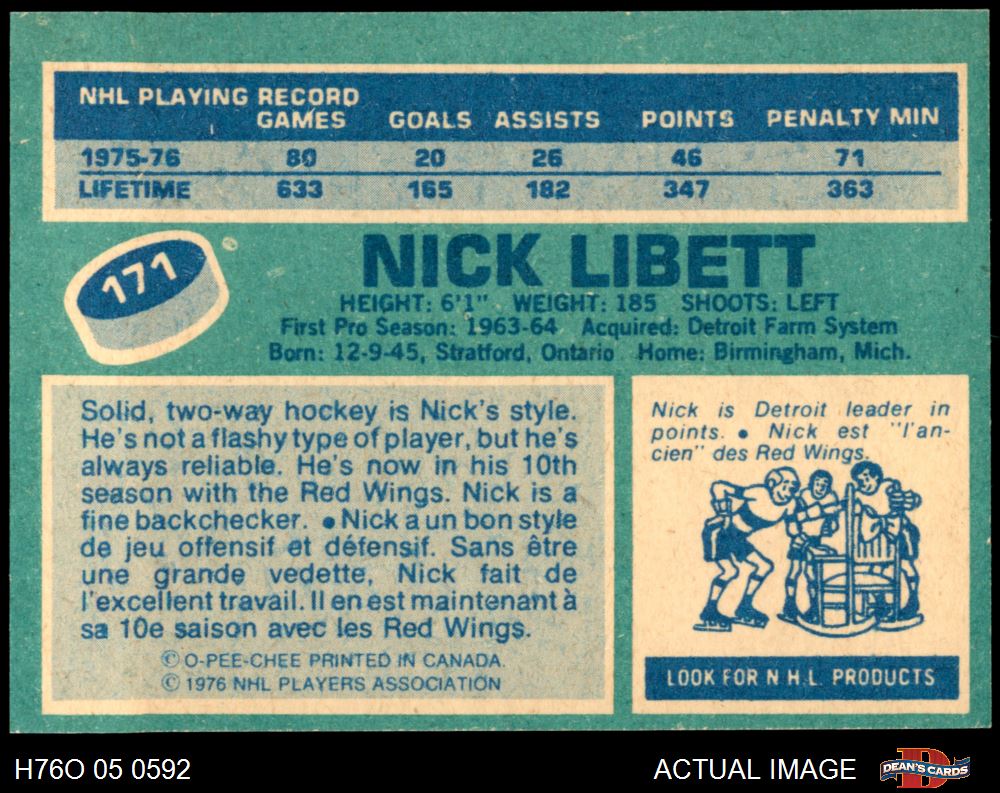 NHL PLAYING RECORD
GAMES GOALS ASSISTS POINTS PENALTY MIN
1975-76 80 20 26 46 71
LIFETIME 633 165 182 347 363
171
NICK LIBETT
HEIGHT: 6'1" WEIGHT: 185 SHOOTS: LEFT
First Pro Season: 1963-64 Acquired: Detroit Farm System
Born: 12-9-45, Stratford, Ontario Home: Birmingham, Mich.
Solid, two-way hockey is Nick's style.
He's not a flashy type of player, but he's
always reliable. He's now in his 10th
season with the Red Wings. Nick is a
fine backchecker. • Nick a un bon style
de jeu offensif et défensif. Sans être
une grande vedette, Nick fait de
l'excellent travail. Il en est maintenant à
sa 10e saison avec les Red Wings.
© O-PEE-CHEE PRINTED IN CANADA.
© 1976 NHL PLAYERS ASSOCIATION
Nick is Detroit leader in
points. • Nick est "l'an-
cien" des Red Wings.
LOOK FOR N H.L. PRODUCTS
H76O 05 0592
ACTUAL IMAGE
D
DEAN'S CARDS